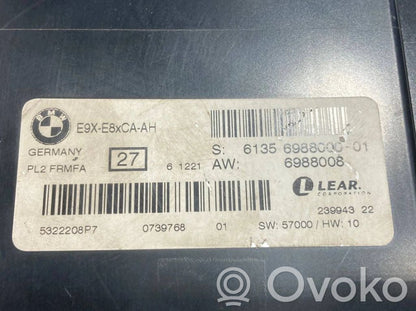 BMW
E9X-E8xCA-AH
GERMANY
PL2 FRMFA
27
6 1221
S: 6135 6988000-01
AW: 6988008
LEAR.
CORPORATION
239943 22
5322208P7
0739768
01
SW: 57000 / HW: 10
OVOKO